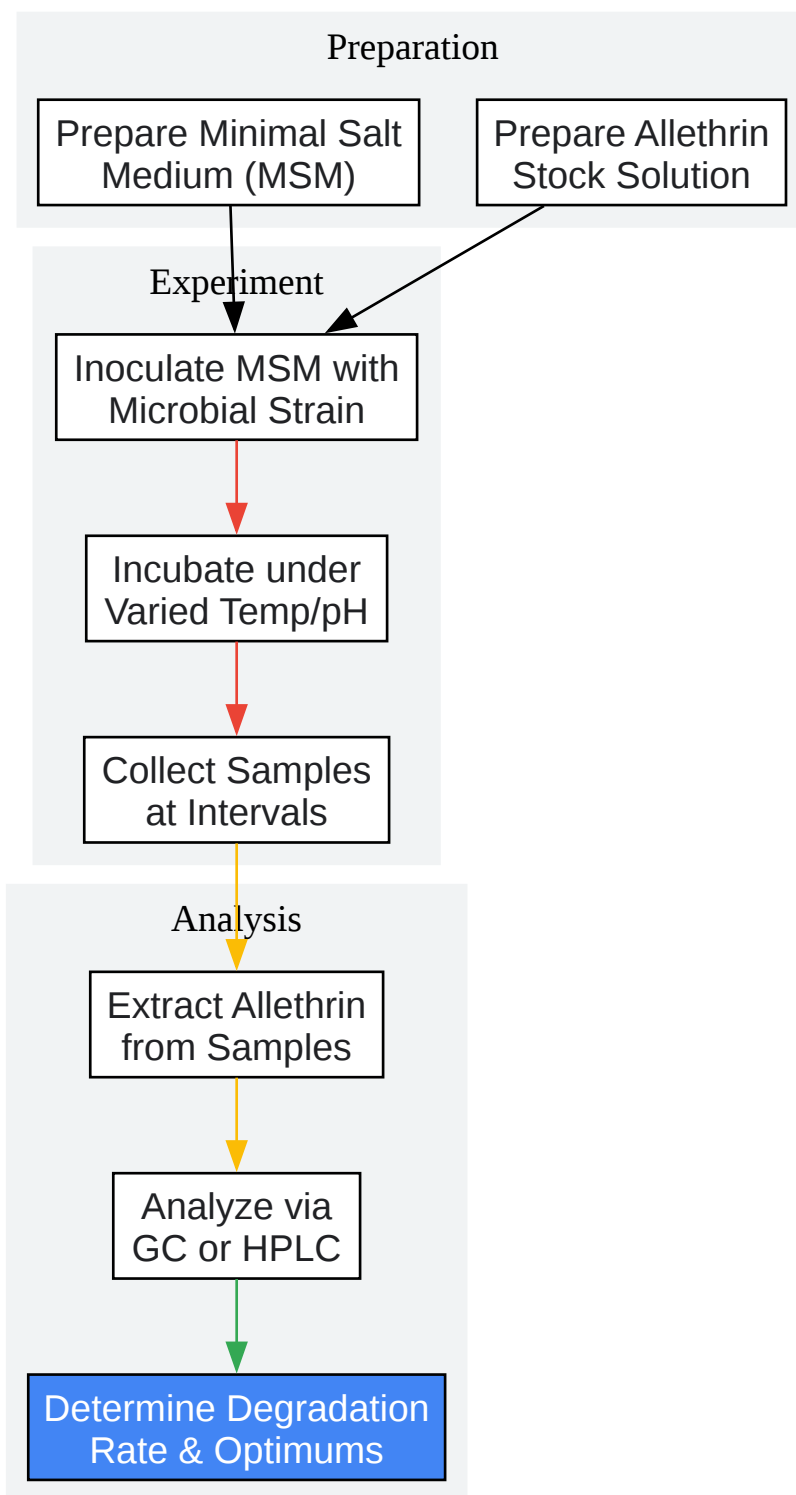 Preparation
Prepare Minimal Salt
Medium (MSM)
Prepare Allethrin
Stock Solution
Experiment
Inoculate MSM with
Microbial Strain
Incubate under
Varied Temp/pH
Collect Samples
at Intervals
Analysis
Extract Allethrin
from Samples
Analyze via
GC or HPLC
Determine Degradation
Rate & Optimums